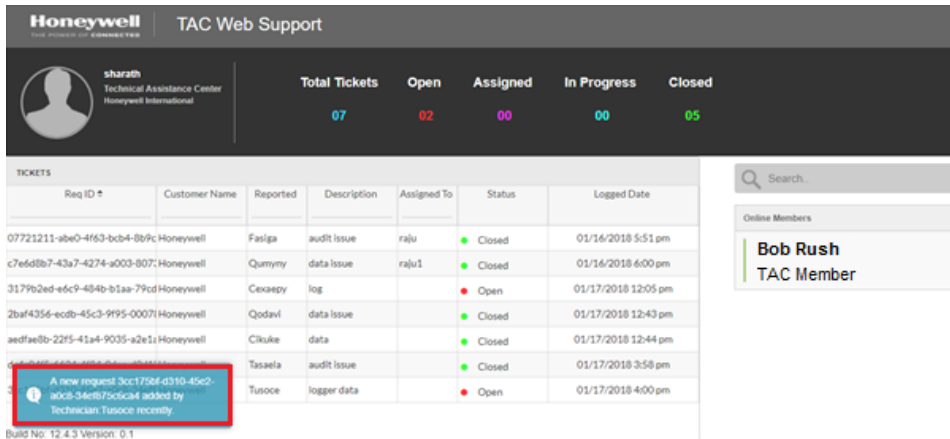 Honeywell
THE POWER OF CONNECTED
TAC Web Support
sharath
Technical Assistance Center
Honeywell International
Total Tickets Open Assigned In Progress Closed
07 02 00 00 05
TICKETS
Req ID Customer Name Reported Description Assigned To Status Logged Date
07721211-abe0-4f63-bcb4-8b9c Honeywell Fasiga audit issue raju Closed 01/16/2018 5:51 pm
c7e6d8b7-43a7-4274-a003-807 Honeywell Qumyny data issue raju1 Closed 01/16/2018 6:00 pm
3179b2ed-e6c9-484b-b1aa-79cd Honeywell Cexaepy log Open 01/17/2018 12:05 pm
2baf4356-ecdb-45c3-9f95-0007 Honeywell Qodavi data issue Closed 01/17/2018 12:43 pm
aedfae8b-22f5-41a4-9035-a2e1 Honeywell Cikuke data Closed 01/17/2018 12:44 pm
Tasaela audit issue Closed 01/17/2018 3:58 pm
Tusoce logger data Open 01/17/2018 4:00 pm
A new request 3cc175bf-d310-45e2-
a0c8-34ef875c6ca4 added by
Technician:Tusoce recently.
Build No: 12.4.3 Version: 0.1
Search..
Online Members
Bob Rush
TAC Member